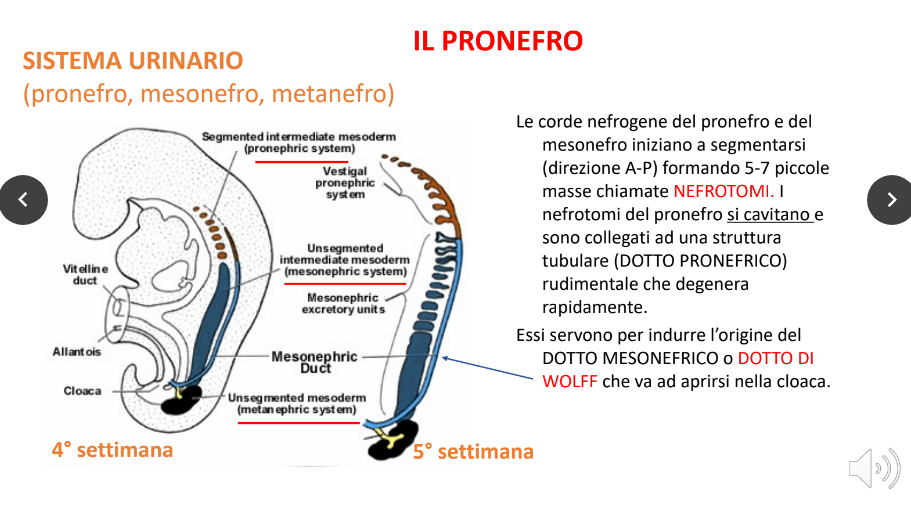 IL PRONEFRO
SISTEMA URINARIO
(pronefro, mesonefro, metanefro)
Segmented intermediate mesoderm
(pronephric system)
Vestigal
pronephric
system
Unsegmented
intermediate mesoderm
(mesonephric system)
Vitelline
duct
Mesonephric
excretory units
Allantois
Mesonephric
Duct
Cloaca
Unsegmented mesoderm
(metanephric system)
4° settimana
5° settimana
Le corde nefrogene del pronefro e del
mesonefro iniziano a segmentarsi
(direzione A-P) formando 5-7 piccole
masse chiamate NEFROTOMI. I
nefrotomi del pronefro si cavitano e
sono collegati ad una struttura
tubulare (DOTTO PRONEFRICO)
rudimentale che degenera
rapidamente.
Essi servono per indurre l’origine del
DOTTO MESONEFRICO o DOTTO DI
WOLFF che va ad aprirsi nella cloaca.